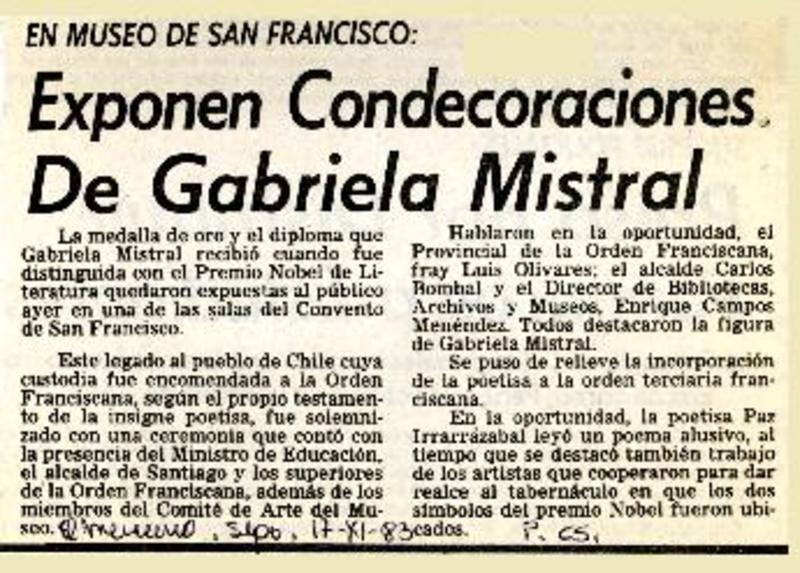 EN MUSEO DE SAN FRANCISCO:
Exponen Condecoraciones
De Gabriela Mistral
La medalla de oro y el diploma que
Gabriela Mistral recibió cuando fue
distinguida con el Premio Nobel de Li-
teratura quedaron expuestas al público
ayer en una de las salas del Convento
de San Francisco.
Este legado al pueblo de Chile cuya
custodia fue encomendada a la Orden
Franciscana, según el propio testamen-
to de la insigne poetisa, fue solemni-
zado con una ceremonia que contó con
la presencia del Ministro de Educación,
el alcalde de Santiago y los superiores
de la Orden Franciscana, además de los
miembros del Comité de Arte del Mu-
seo.
El Mercurio, Stgo, 17-XI-83
Hablaron en la oportunidad, el
Provincial de la Orden Franciscana,
fray Luis Olivares; el alcalde Carlos
Bombal y el Director de Bibliotecas,
Archivos y Museos, Enrique Campos
Menéndez. Todos destacaron la figura
de Gabriela Mistral.
Se puso de relieve la incorporación
de la poetisa a la orden terciaria fran-
ciscana.
En la oportunidad, la poetisa Paz
Irrarrázabal leyó un poema alusivo, al
tiempo que se destacó también trabajo
de los artistas que cooperaron para dar
realce al tabernáculo en que los dos
símbolos del premio Nobel fueron ubi-
cados.
P. C5.